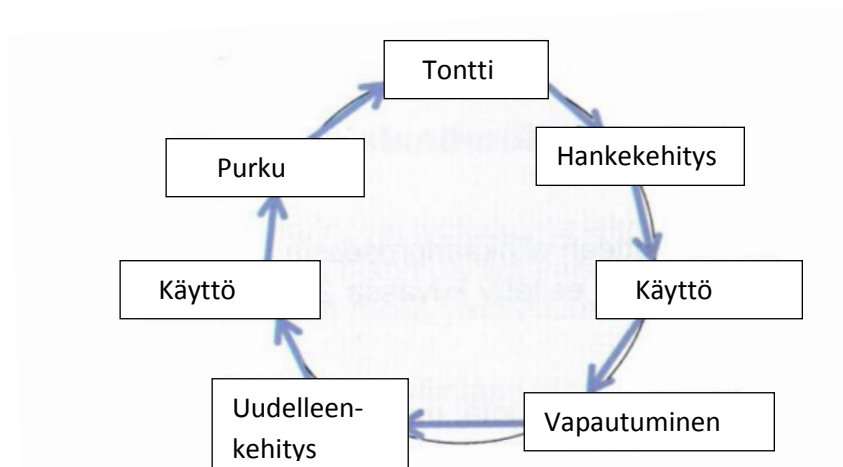 Tontti
Hankekehitys
Käyttö
Vapautuminen
Uudelleen-
kehitys
Käyttö
Purku